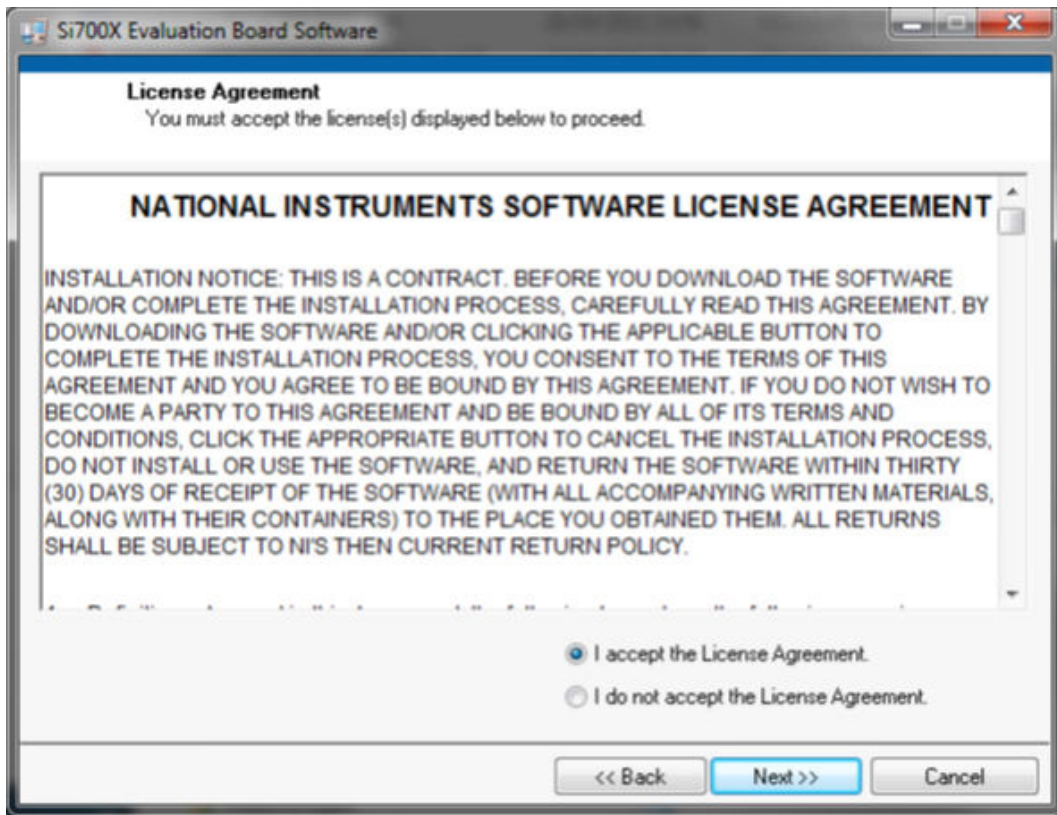 Si700X Evaluation Board Software
License Agreement
You must accept the license(s) displayed below to proceed.
NATIONAL INSTRUMENTS SOFTWARE LICENSE AGREEMENT
INSTALLATION NOTICE: THIS IS A CONTRACT. BEFORE YOU DOWNLOAD THE SOFTWARE
AND/OR COMPLETE THE INSTALLATION PROCESS, CAREFULLY READ THIS AGREEMENT. BY
DOWNLOADING THE SOFTWARE AND/OR CLICKING THE APPLICABLE BUTTON TO
COMPLETE THE INSTALLATION PROCESS, YOU CONSENT TO THE TERMS OF THIS
AGREEMENT AND YOU AGREE TO BE BOUND BY THIS AGREEMENT. IF YOU DO NOT WISH TO
BECOME A PARTY TO THIS AGREEMENT AND BE BOUND BY ALL OF ITS TERMS AND
CONDITIONS, CLICK THE APPROPRIATE BUTTON TO CANCEL THE INSTALLATION PROCESS,
DO NOT INSTALL OR USE THE SOFTWARE, AND RETURN THE SOFTWARE WITHIN THIRTY
(30) DAYS OF RECEIPT OF THE SOFTWARE (WITH ALL ACCOMPANYING WRITTEN MATERIALS,
ALONG WITH THEIR CONTAINERS) TO THE PLACE YOU OBTAINED THEM. ALL RETURNS
SHALL BE SUBJECT TO NI'S THEN CURRENT RETURN POLICY.
I accept the License Agreement.
I do not accept the License Agreement.
<< Back
Next >>
Cancel